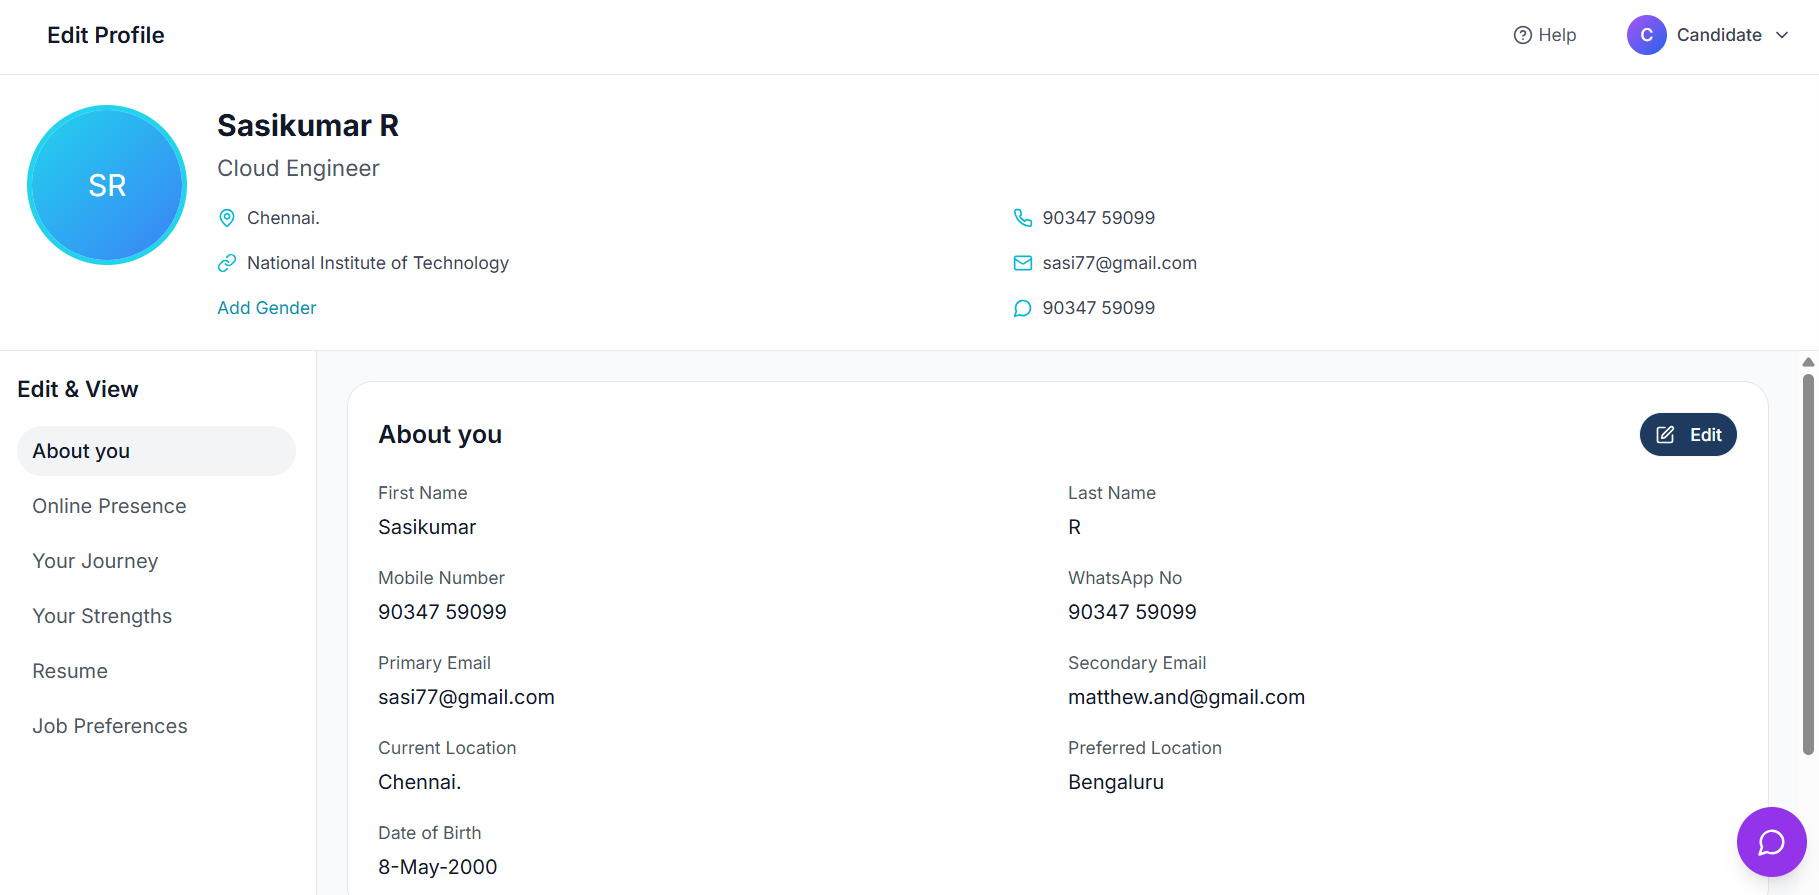 Edit Profile
Help
C
Candidate
SR
Sasikumar R
Cloud Engineer
Chennai.
90347 59099
National Institute of Technology
sasi77@gmail.com
Add Gender
90347 59099
Edit & View
About you
Online Presence
Your Journey
Your Strengths
Resume
Job Preferences
About you
Edit
First Name
Last Name
Sasikumar
R
Mobile Number
WhatsApp No
90347 59099
90347 59099
Primary Email
Secondary Email
sasi77@gmail.com
matthew.and@gmail.com
Current Location
Preferred Location
Chennai.
Bengaluru
Date of Birth
8-May-2000